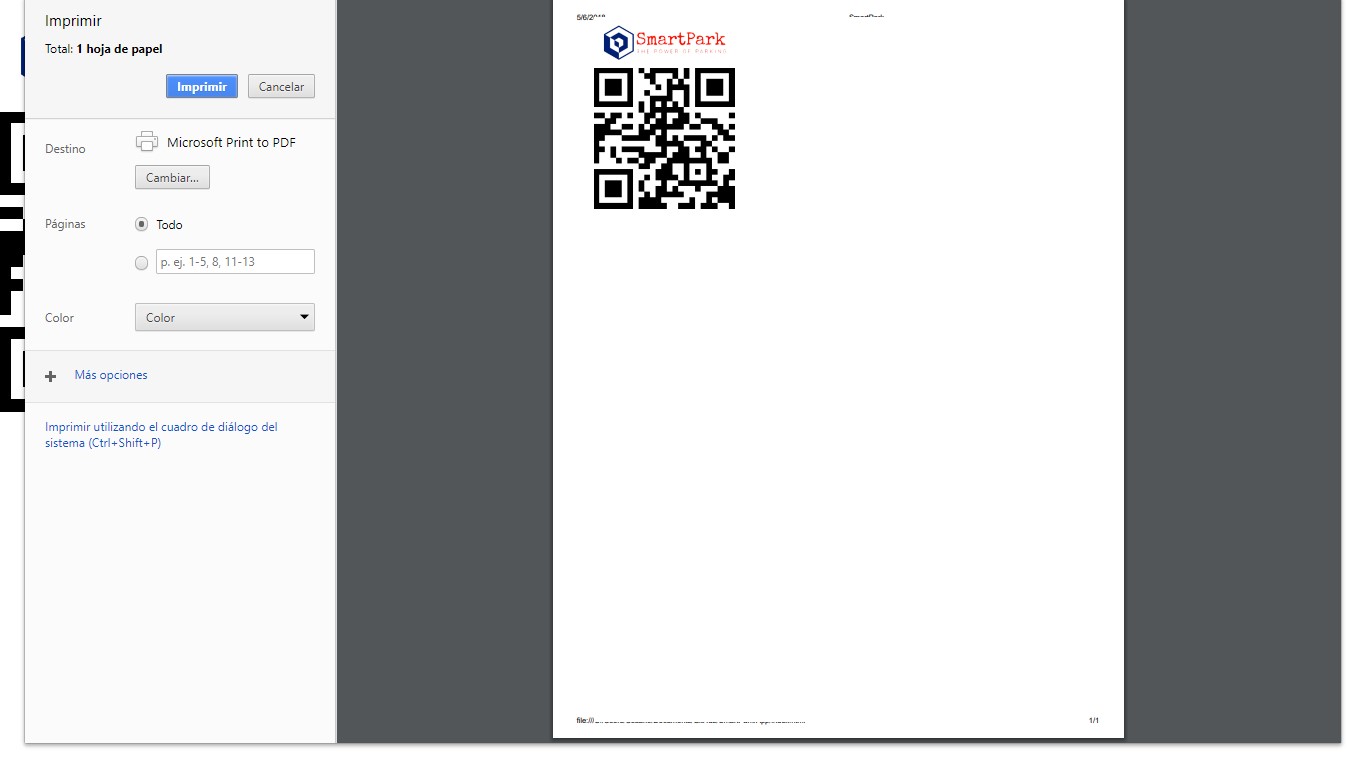 Imprimir
Total: 1 hoja de papel
Imprimir
Cancelar
Destino
Microsoft Print to PDF
Cambiar...
Páginas
Todo
p. ej. 1-5, 8, 11-13
Color
Color
Más opciones
Imprimir utilizando el cuadro de diálogo del
sistema (Ctrl+Shift+P)
SmartPark
SmartPark
THE POWER OF PARKING
file:///
1/1